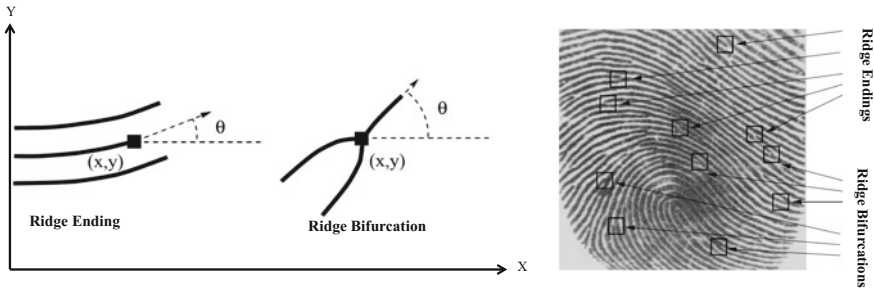 Y
θ
(x,y)
Ridge Ending
θ
(x,y)
Ridge Bifurcation
X
Ridge Endings
Ridge Bifurcations